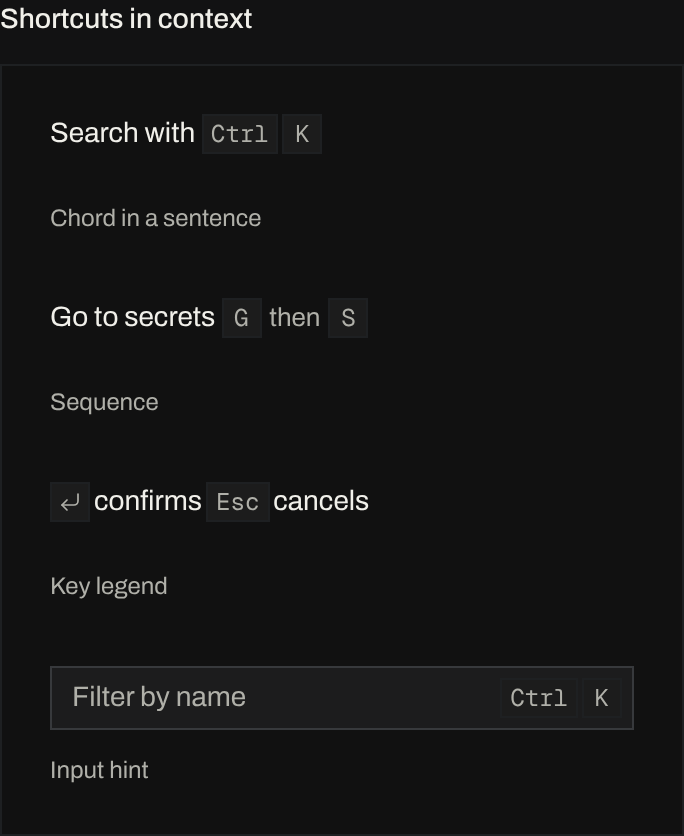 Shortcuts in context
Search with Ctrl K
Chord in a sentence
Go to secrets G then S
Sequence
↵ confirms Esc cancels
Key legend
Filter by name Ctrl K
Input hint